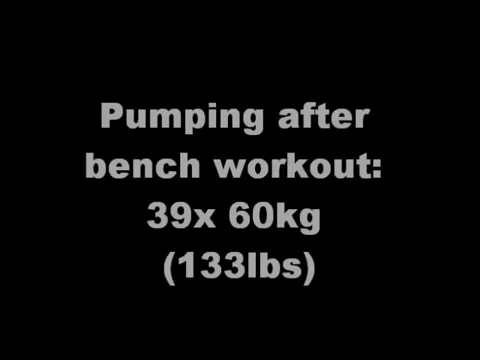 Pumping after
bench workout:
39x 60kg
(133lbs)